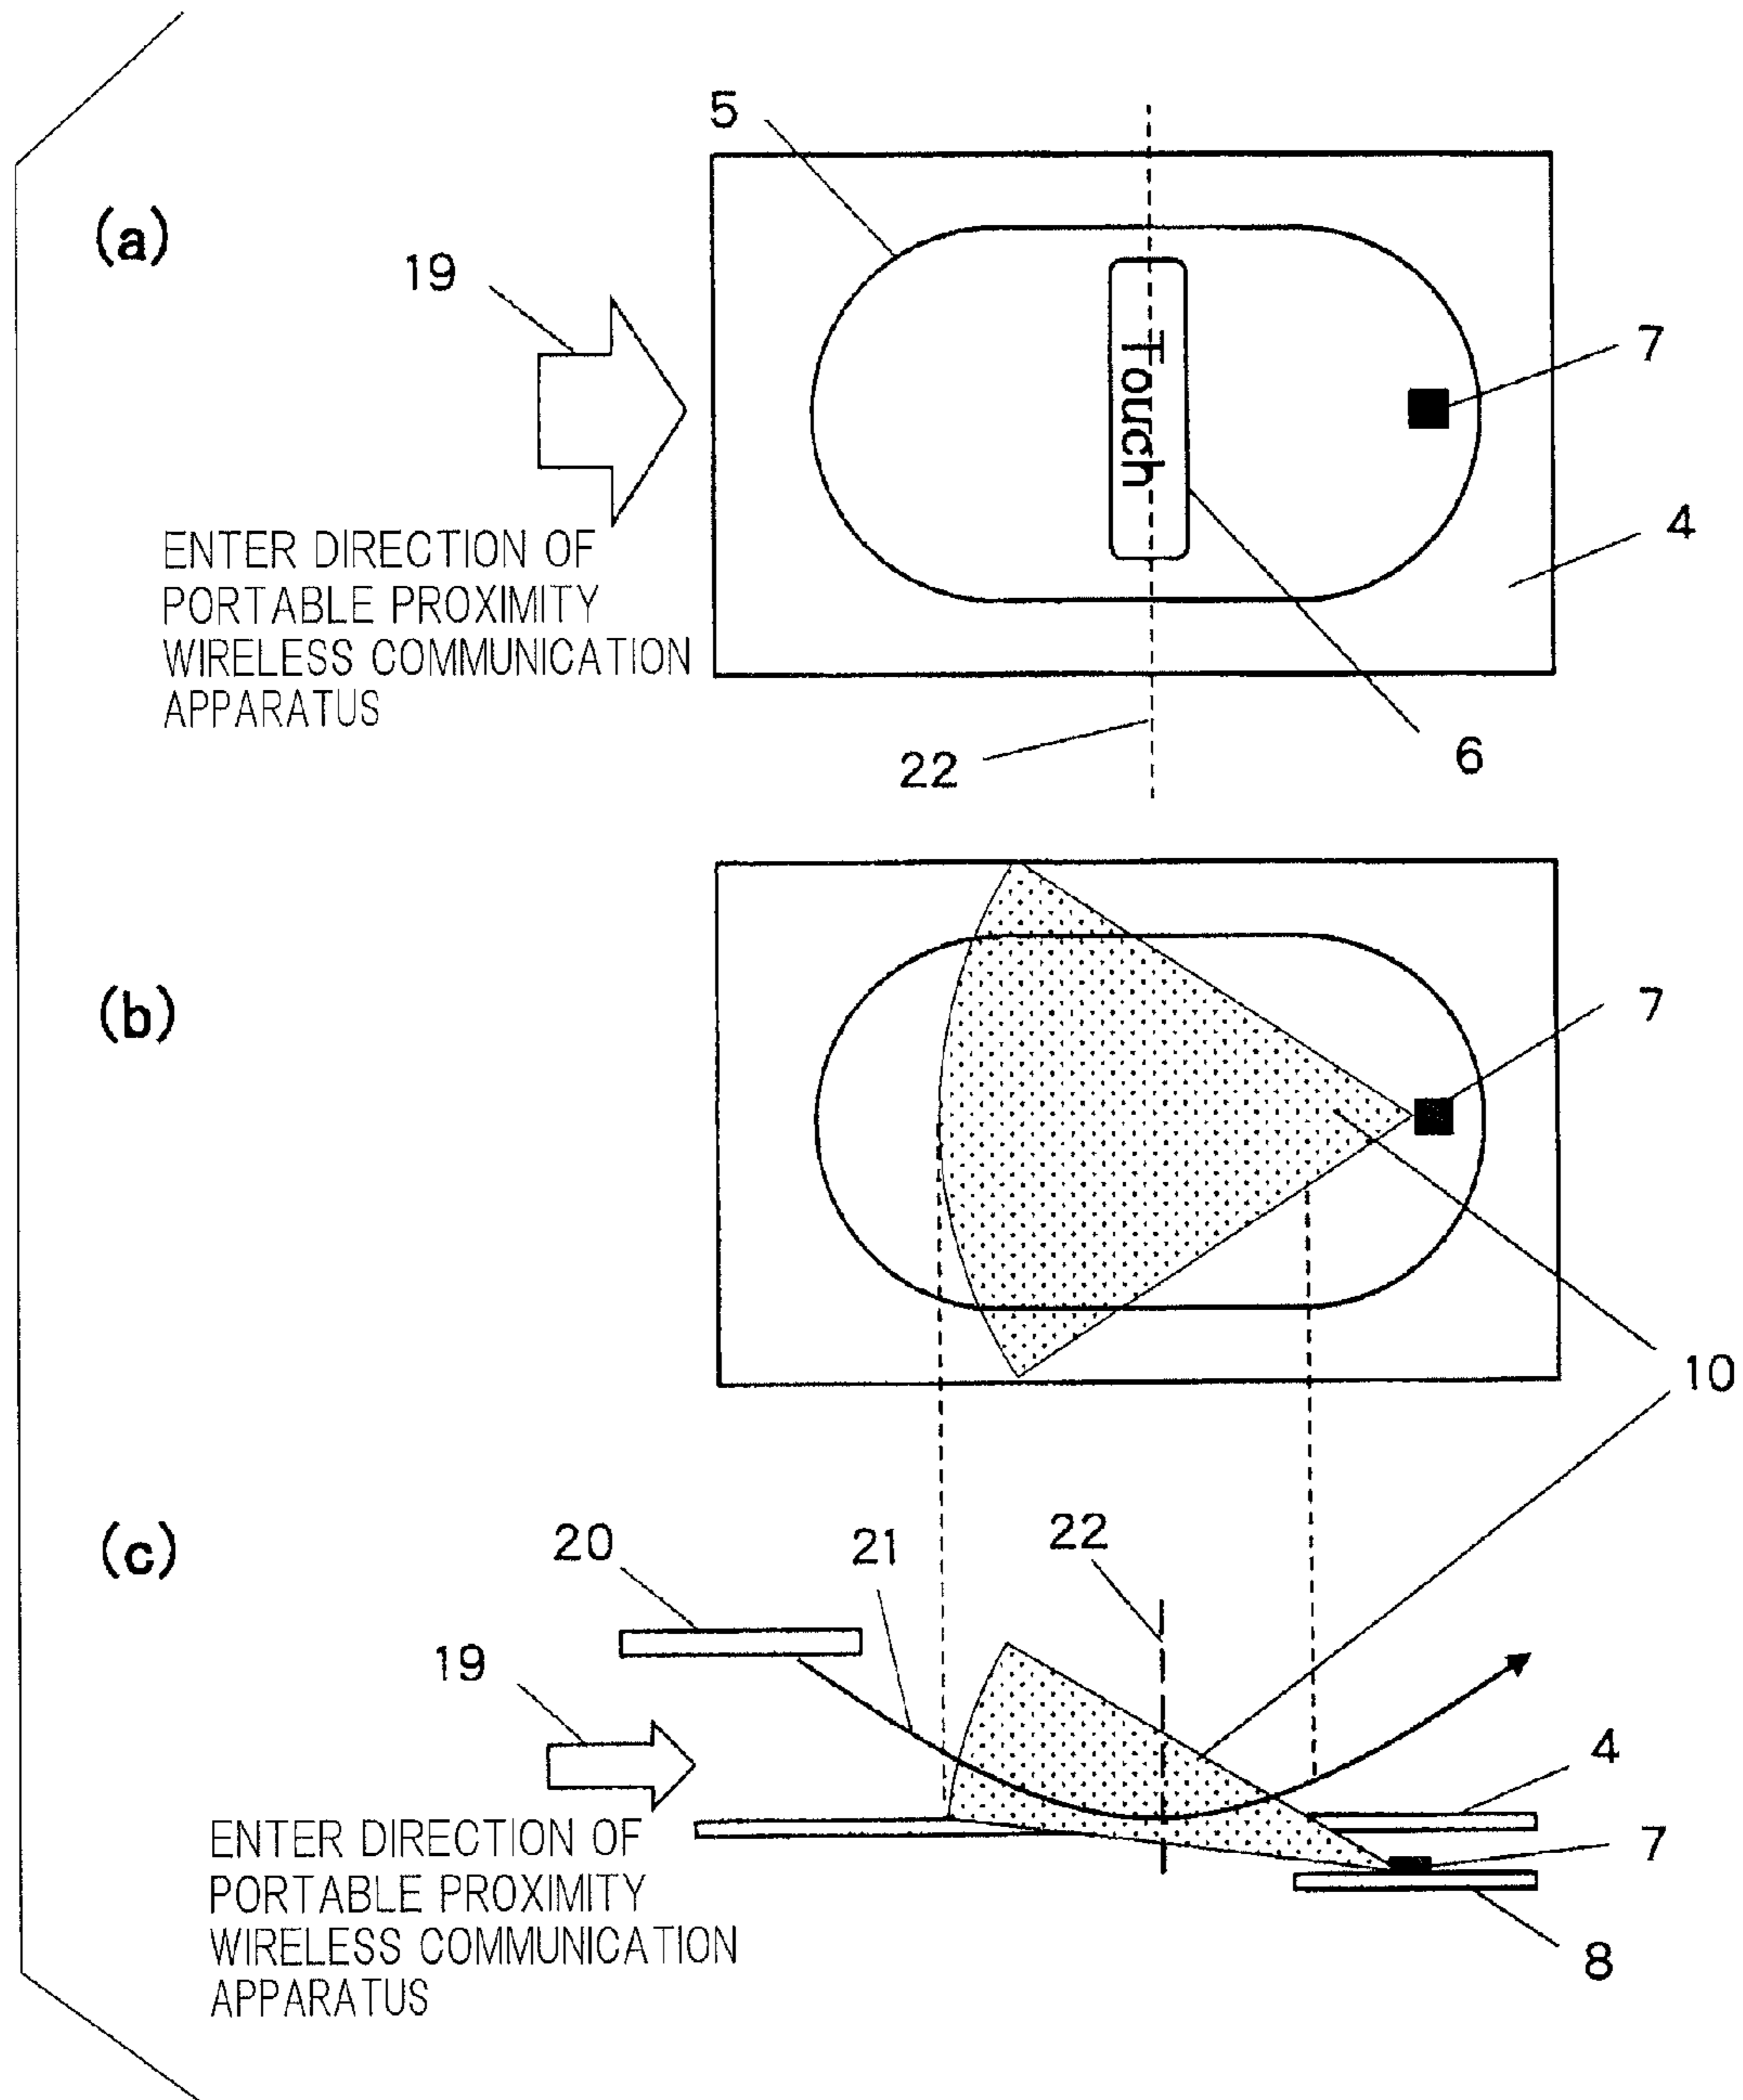 5
(a)
19
Touch
7
4
ENTER DIRECTION OF
PORTABLE PROXIMITY
WIRELESS COMMUNICATION
APPARATUS
22
6
(b)
7
10
(c)
20
21
22
19
4
7
8
ENTER DIRECTION OF
PORTABLE PROXIMITY
WIRELESS COMMUNICATION
APPARATUS